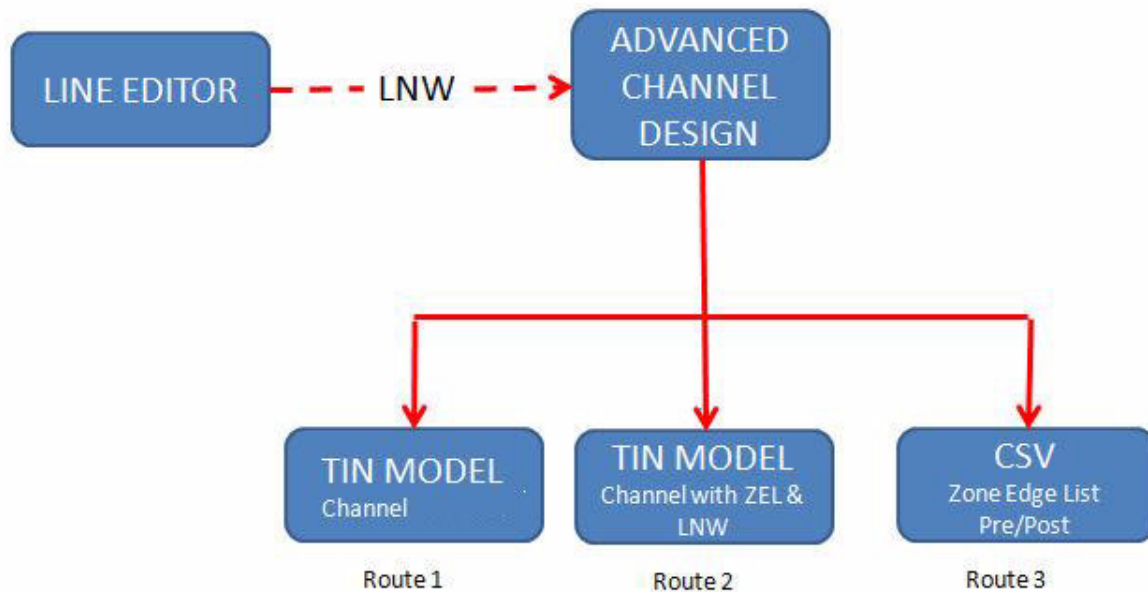 LINE EDITOR
LNW
ADVANCED
CHANNEL
DESIGN
TIN MODEL
Channel
TIN MODEL
Channel with ZEL &
LNW
CSV
Zone Edge List
Pre/Post
Route 1
Route 2
Route 3